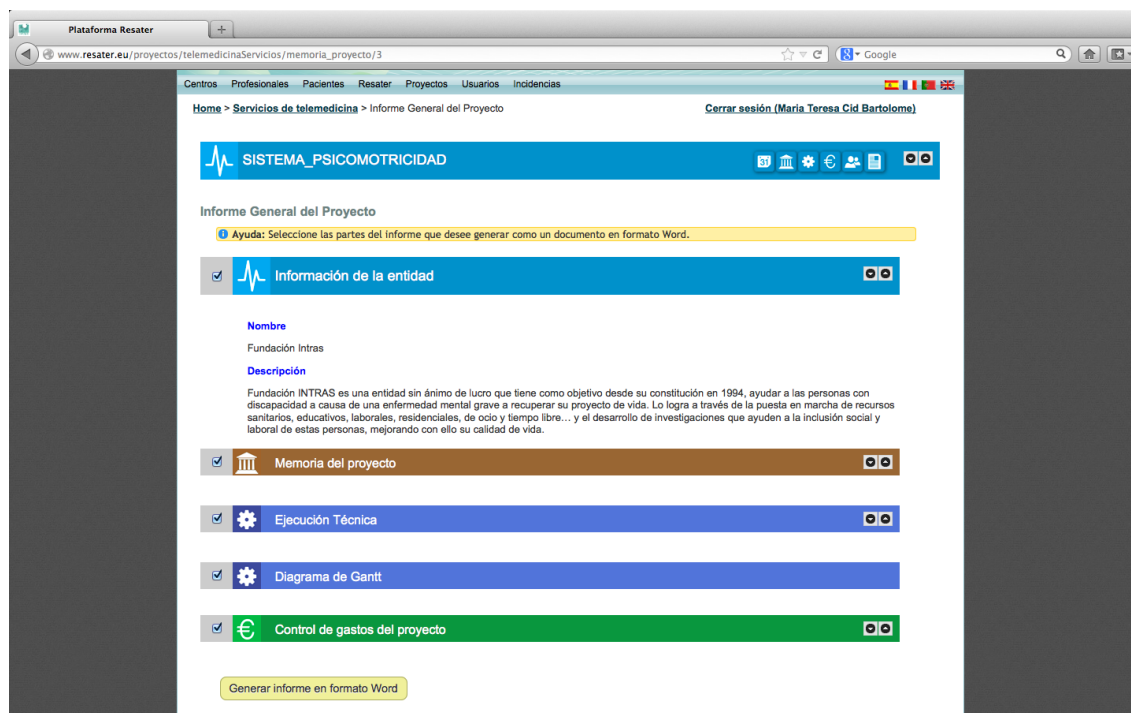 Plataforma Resater
www.resater.eu/proyectos/telemedicinaServicios/memoria_proyecto/3
Google
Centros Profesionales Pacientes Resater Proyectos Usuarios Incidencias
Home > Servicios de telemedicina > Informe General del Proyecto
Cerrar sesión (Maria Teresa Cid Bartolome)
SISTEMA_PSICOMOTRICIDAD
31
Informe General del Proyecto
Ayuda: Seleccione las partes del informe que desee generar como un documento en formato Word.
Información de la entidad
Nombre
Fundación Intras
Descripción
Fundación INTRAS es una entidad sin ánimo de lucro que tiene como objetivo desde su constitución en 1994, ayudar a las personas con
discapacidad a causa de una enfermedad mental grave a recuperar su proyecto de vida. Lo logra a través de la puesta en marcha de recursos
sanitarios, educativos, laborales, residenciales, de ocio y tiempo libre… y el desarrollo de investigaciones que ayuden a la inclusión social y
laboral de estas personas, mejorando con ello su calidad de vida.
Memoria del proyecto
Ejecución Técnica
Diagrama de Gantt
Control de gastos del proyecto
Generar informe en formato Word